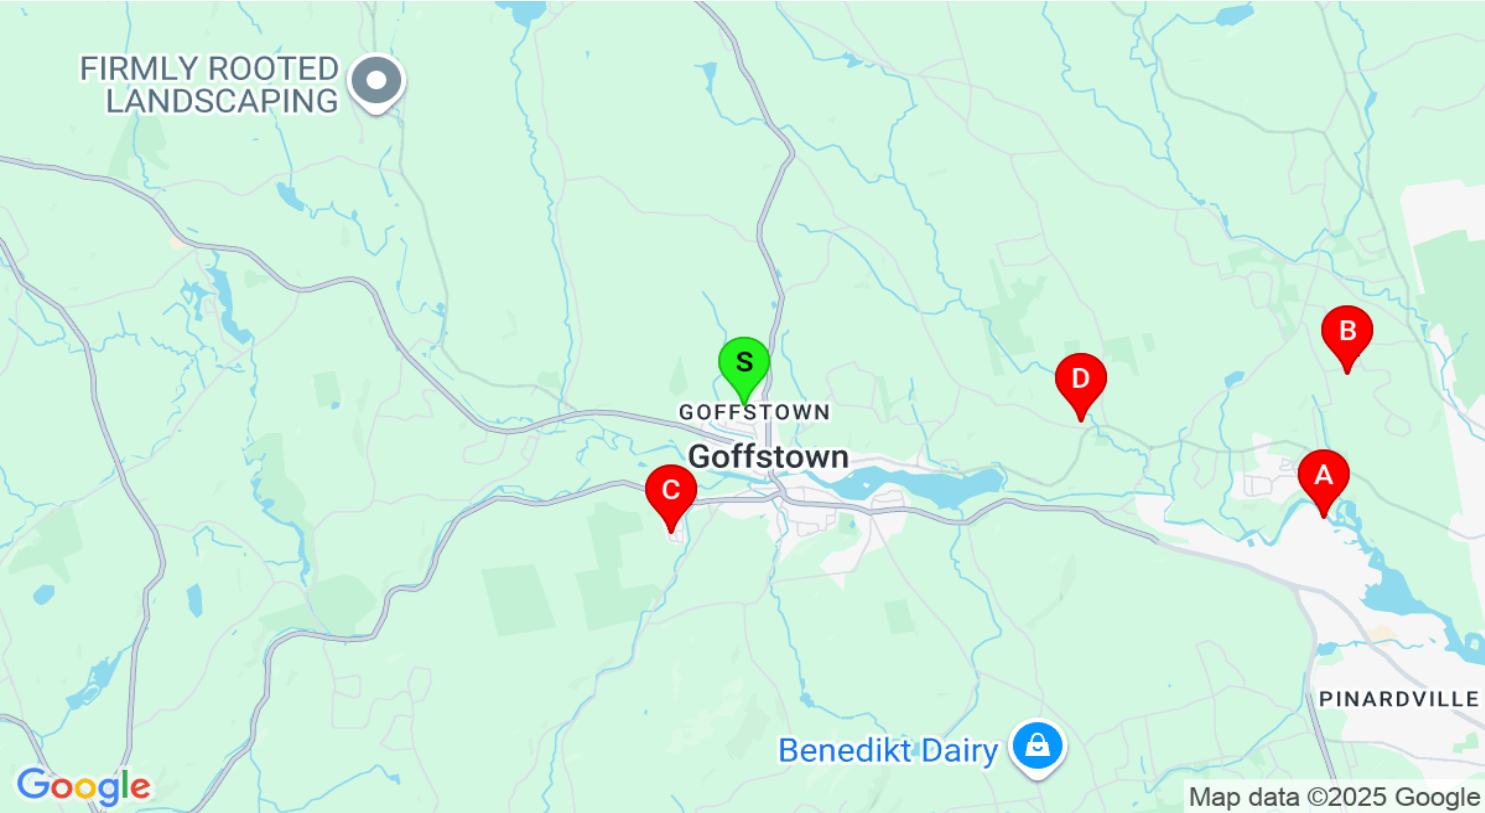 FIRMLY ROOTED
LANDSCAPING
B
S
D
GOFFSTOWN
Goffstown
A
C
PINARDVILLE
Benedikt Dairy
Google
Map data ©2025 Google